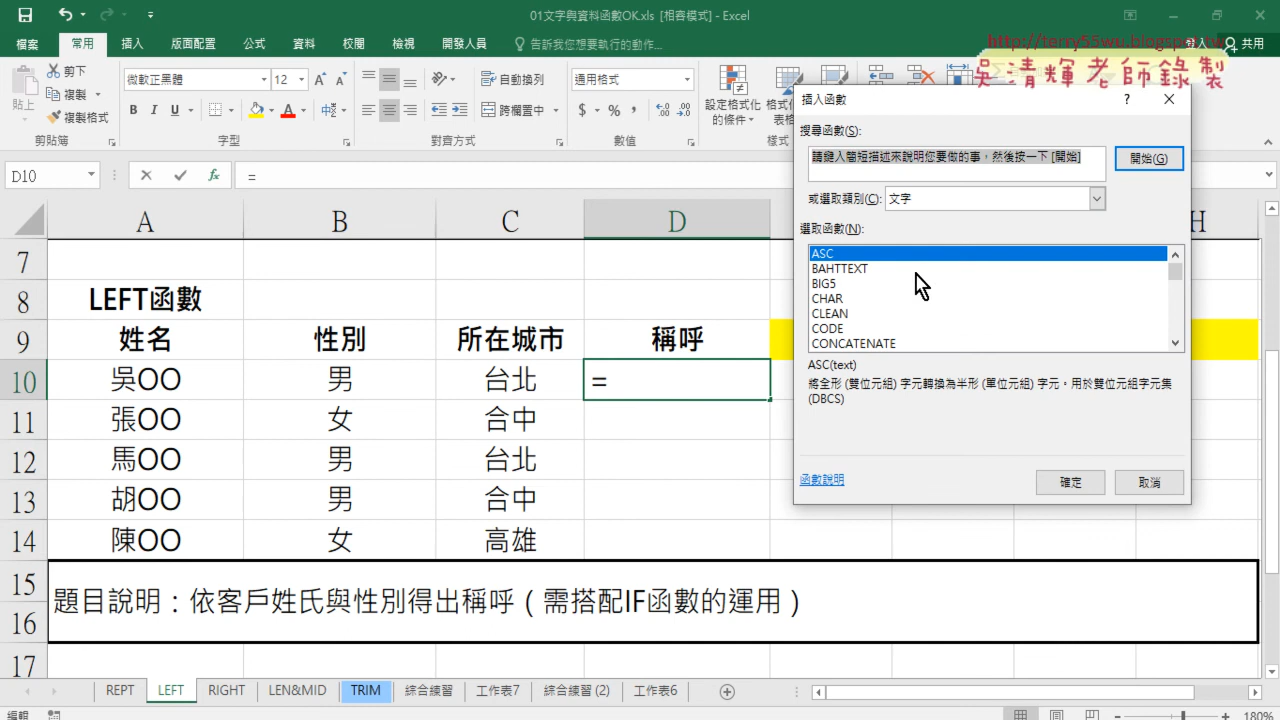 01文字與資料函數OK.xls [相容模式] - Excel
檔案 常用 插入 版面配置 公式 資料 校閱 檢視 開發人員 告訴我您想要執行的動作... 登入 共用
http://terry55wu.blogspot.tw
吳清輝老師錄製
貼上 剪下 複製 複製格式 剪貼簿
微軟正黑體 12 B I U A 字型
自動換列 跨欄置中 對齊方式
通用格式 $ % , 數值
設定格式化的條件 樣式
D10 fx =
A B C D H
7
8 LEFT函數
9 姓名 性別 所在城市 稱呼
10 吳OO 男 台北 =
11 張OO 女 台中
12 馬OO 男 台北
13 胡OO 男 台中
14 陳OO 女 高雄
15 題目說明：依客戶姓氏與性別得出稱呼（需搭配IF函數的運用）
16
17
插入函數 ?
搜尋函數(S):
請鍵入簡短描述來說明您要做的事，然後按一下 [開始]
開始(G)
或選取類別(C): 文字
選取函數(N):
ASC
BAHTTEXT
BIG5
CHAR
CLEAN
CODE
CONCATENATE
ASC(text)
將全形 (雙位元組) 字元轉換為半形 (單位元組) 字元。用於雙位元組字元集
(DBCS)
函數說明 確定 取消
REPT LEFT RIGHT LEN&MID TRIM 綜合練習 工作表7 綜合練習 (2) 工作表6
編輯 180%